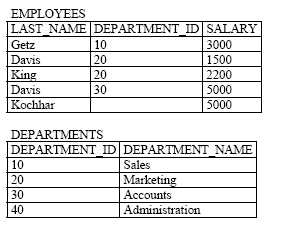 EMPLOYEES
LAST_NAME DEPARTMENT_ID SALARY
Getz 10 3000
Davis 20 1500
King 20 2200
Davis 30 5000
Kochhar 5000
DEPARTMENTS
DEPARTMENT_ID DEPARTMENT_NAME
10 Sales
20 Marketing
30 Accounts
40 Administration